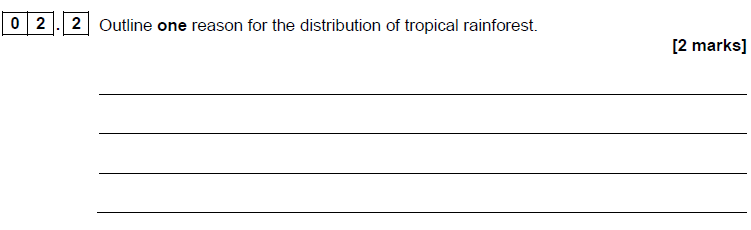 0 2 . 2 Outline one reason for the distribution of tropical rainforest.
[2 marks]